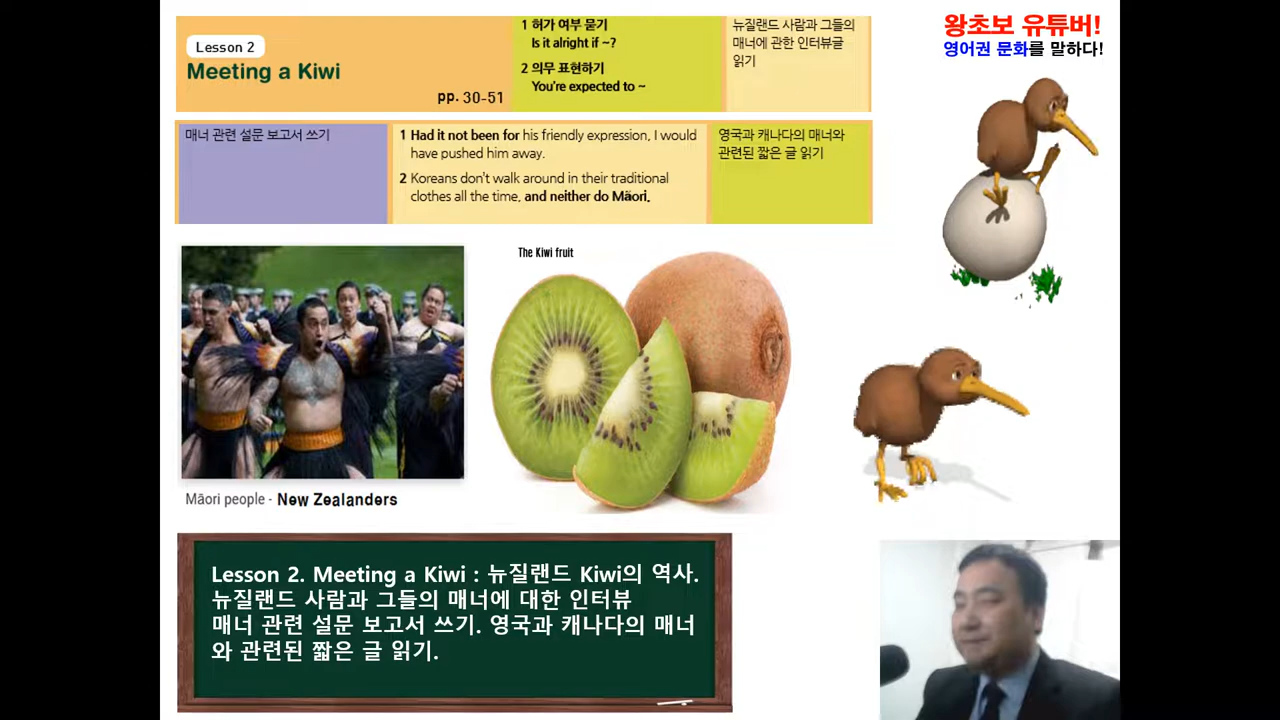 Lesson 2
Meeting a Kiwi
pp. 30-51
1 허가 여부 묻기
Is it alright if ~?
2 의무 표현하기
You're expected to ~
뉴질랜드 사람과 그들의
매너에 관한 인터뷰글
읽기
왕초보 유튜버!
영어권 문화를 말하다!
매너 관련 설문 보고서 쓰기
1 Had it not been for his friendly expression, I would
have pushed him away.
2 Koreans don't walk around in their traditional
clothes all the time, and neither do Māori.
영국과 캐나다의 매너와
관련된 짧은 글 읽기
The Kiwi fruit
Māori people - New Zealanders
Lesson 2. Meeting a Kiwi : 뉴질랜드 Kiwi의 역사.
뉴질랜드 사람과 그들의 매너에 대한 인터뷰
매너 관련 설문 보고서 쓰기. 영국과 캐나다의 매너
와 관련된 짧은 글 읽기.